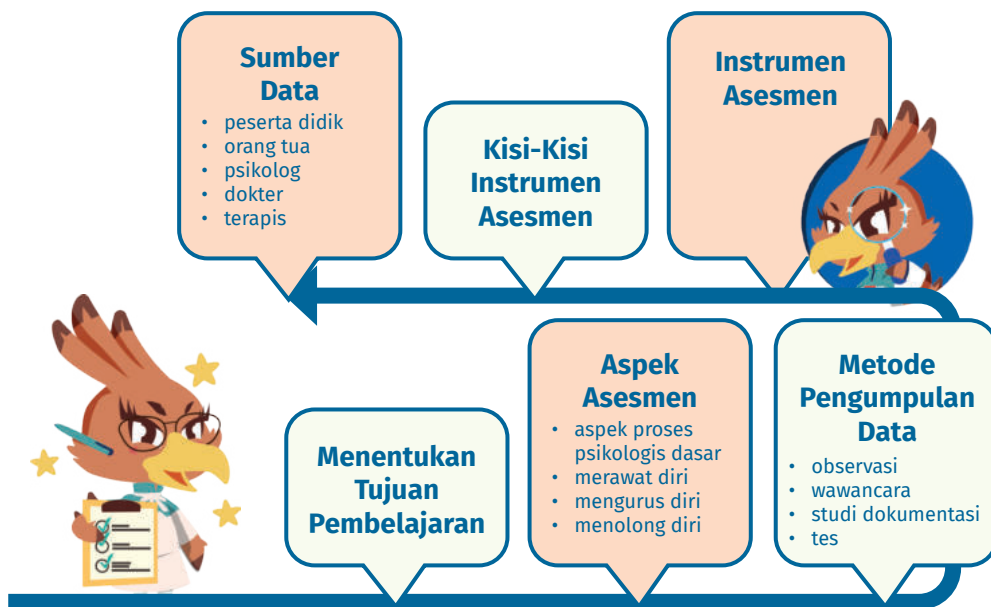 Sumber
Data
• peserta didik
• orang tua
• psikolog
• dokter
• terapis
Kisi-Kisi
Instrumen
Asesmen
Instrumen
Asesmen
Menentukan
Tujuan
Pembelajaran
Aspek
Asesmen
• aspek proses
psikologis dasar
• merawat diri
• mengurus diri
• menolong diri
Metode
Pengumpulan
Data
• observasi
• wawancara
• studi dokumentasi
• tes